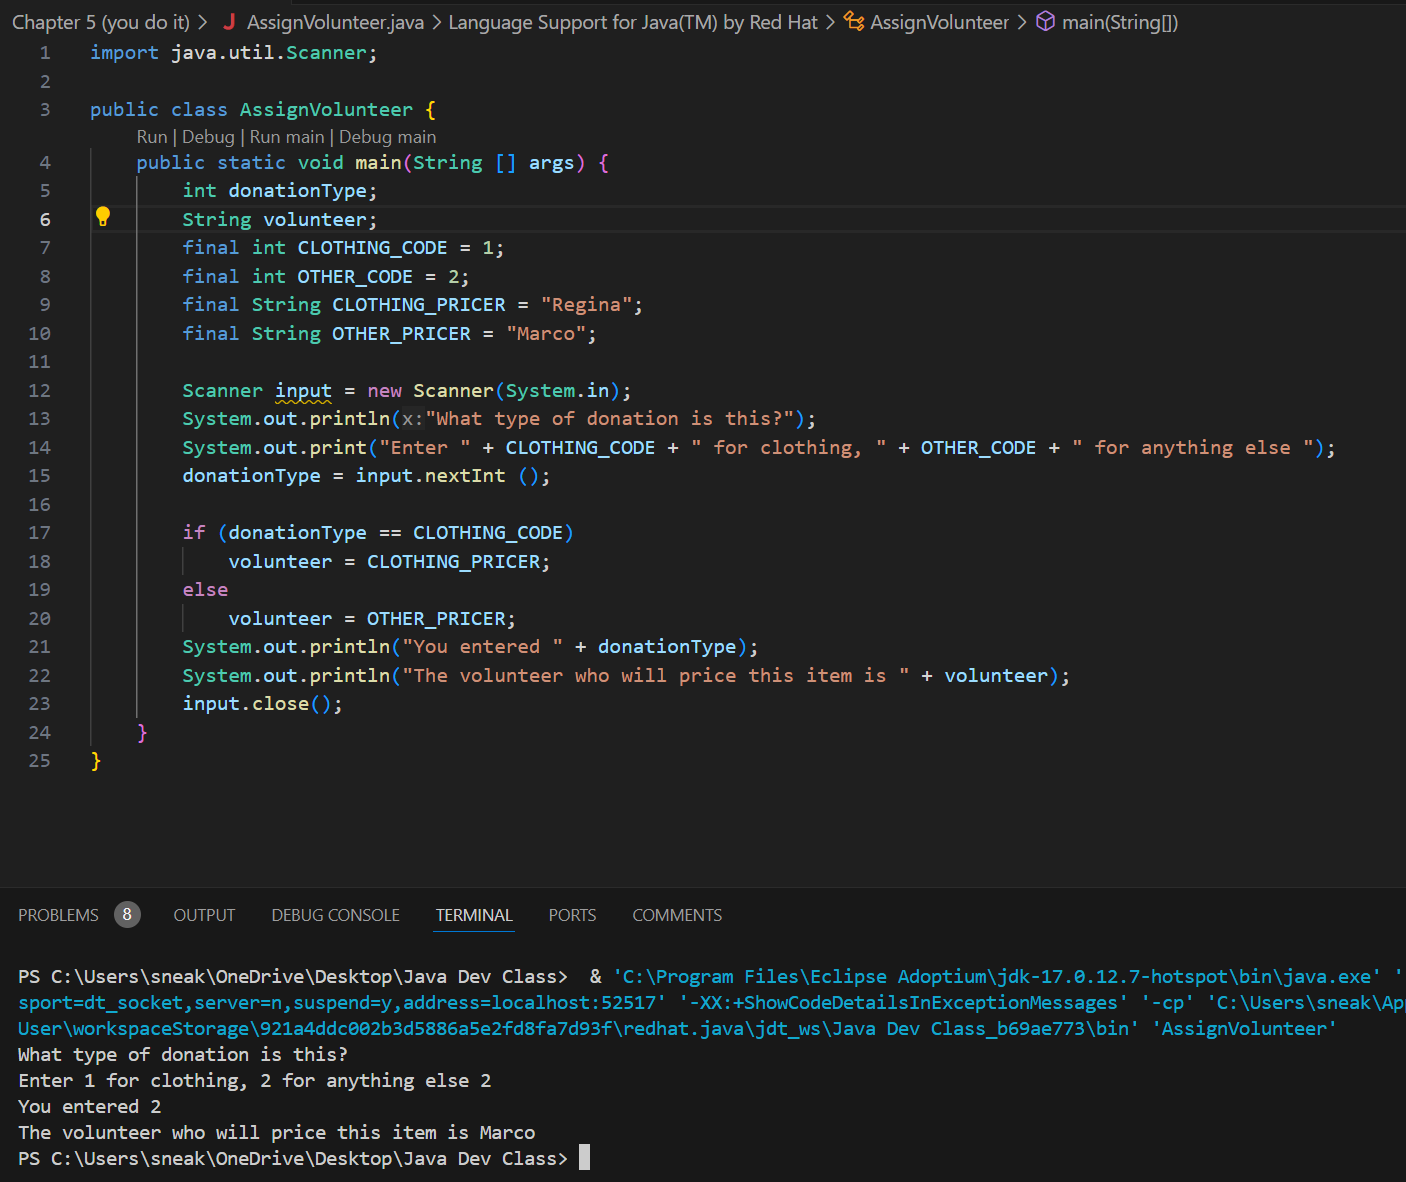 Chapter 5 (you do it) > J AssignVolunteer.java > Language Support for Java(TM) by Red Hat > AssignVolunteer > main(String[])
1 import java.util.Scanner;
2
3 public class AssignVolunteer {
Run | Debug | Run main | Debug main
4 public static void main(String [] args) {
5 int donationType;
6 String volunteer;
7 final int CLOTHING_CODE = 1;
8 final int OTHER_CODE = 2;
9 final String CLOTHING_PRICER = "Regina";
10 final String OTHER_PRICER = "Marco";
11
12 Scanner input = new Scanner(System.in);
13 System.out.println(x:"What type of donation is this?");
14 System.out.print("Enter " + CLOTHING_CODE + " for clothing, " + OTHER_CODE + " for anything else ");
15 donationType = input.nextInt ();
16
17 if (donationType == CLOTHING_CODE)
18 volunteer = CLOTHING_PRICER;
19 else
20 volunteer = OTHER_PRICER;
21 System.out.println("You entered " + donationType);
22 System.out.println("The volunteer who will price this item is " + volunteer);
23 input.close();
24 }
25 }
PROBLEMS 8 OUTPUT DEBUG CONSOLE TERMINAL PORTS COMMENTS
PS C:\Users\sneak\OneDrive\Desktop\Java Dev Class>  & 'C:\Program Files\Eclipse Adoptium\jdk-17.0.12.7-hotspot\bin\java.exe' '
sport=dt_socket,server=n,suspend=y,address=localhost:52517' '-XX:+ShowCodeDetailsInExceptionMessages' '-cp' 'C:\Users\sneak\App
User\workspaceStorage\921a4ddc002b3d5886a5e2fd8fa7d93f\redhat.java\jdt_ws\Java Dev Class_b69ae773\bin' 'AssignVolunteer'
What type of donation is this?
Enter 1 for clothing, 2 for anything else 2
You entered 2
The volunteer who will price this item is Marco
PS C:\Users\sneak\OneDrive\Desktop\Java Dev Class>